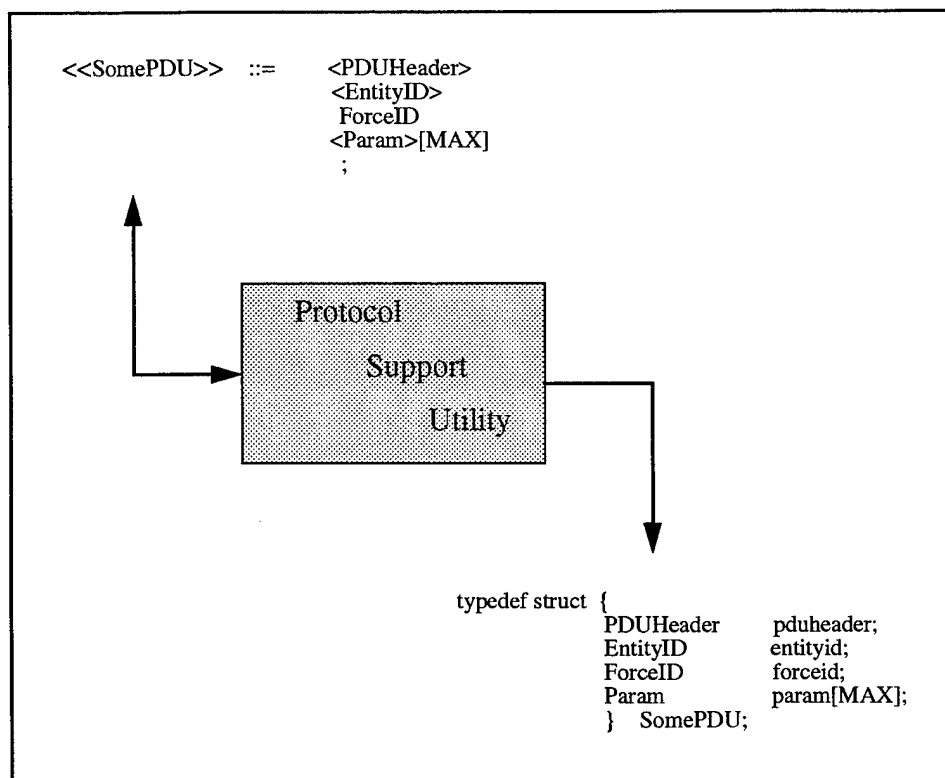 <<SomePDU>> ::= <PDUHeader>
<EntityID>
ForceID
<Param>[MAX]
;
Protocol
Support
Utility
typedef struct {
PDUHeader pduheader;
EntityID entityid;
ForceID forceid;
Param param[MAX];
} SomePDU;